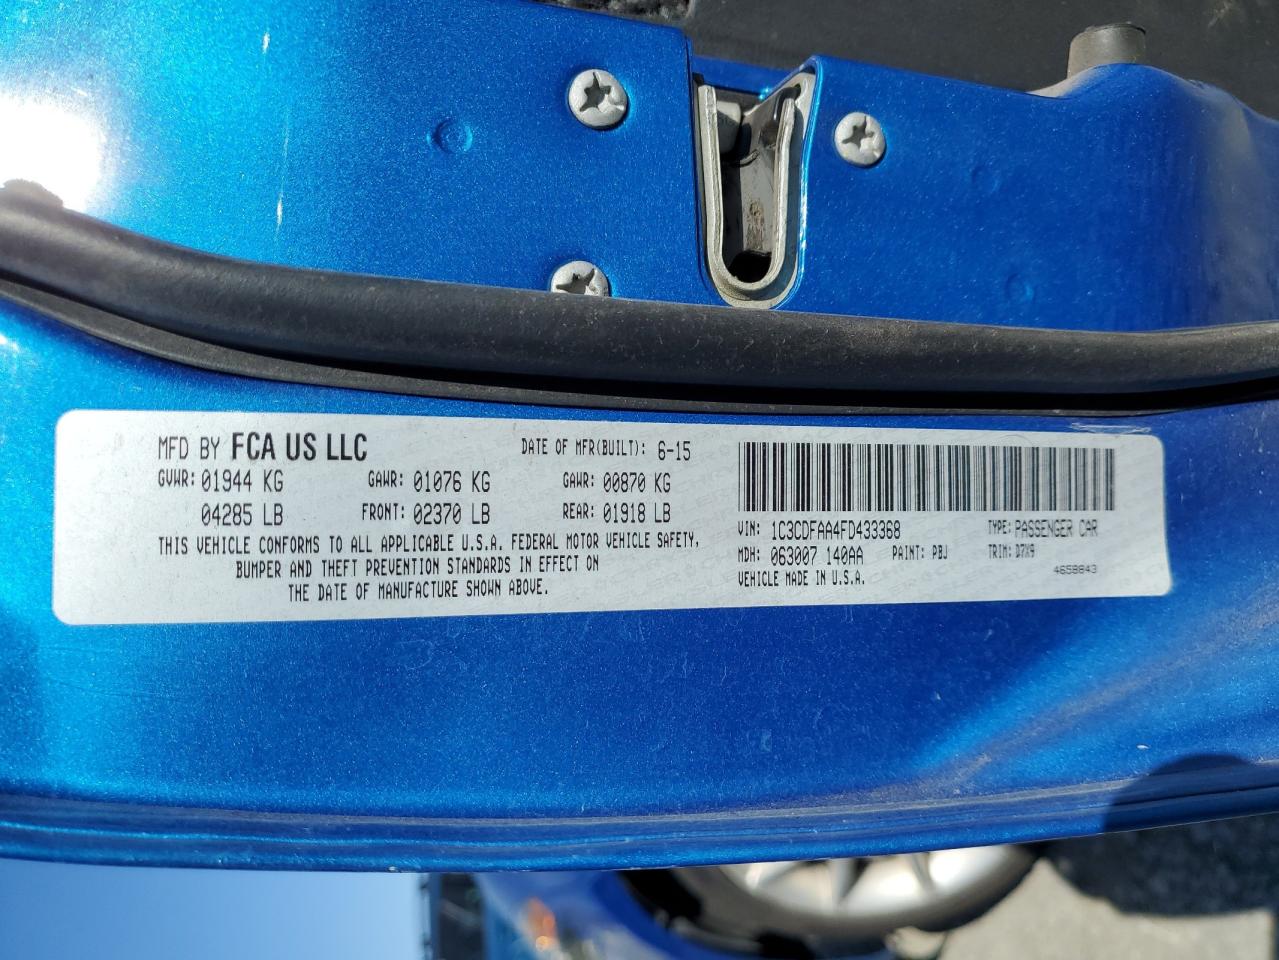 MFD BY FCA US LLC DATE OF MFR(BUILT): 6-15
GVWR: 01944 KG GAWR: 01076 KG GAWR: 00870 KG
04285 LB FRONT: 02370 LB REAR: 01918 LB
THIS VEHICLE CONFORMS TO ALL APPLICABLE U.S.A. FEDERAL MOTOR VEHICLE SAFETY,
BUMPER AND THEFT PREVENTION STANDARDS IN EFFECT ON
THE DATE OF MANUFACTURE SHOWN ABOVE.
VIN: 1C3CDFAA4FD433368 TYPE: PASSENGER CAR
MDH: 063007 140AA PAINT: PBJ TRIM: D7X9
VEHICLE MADE IN U.S.A. 4658843